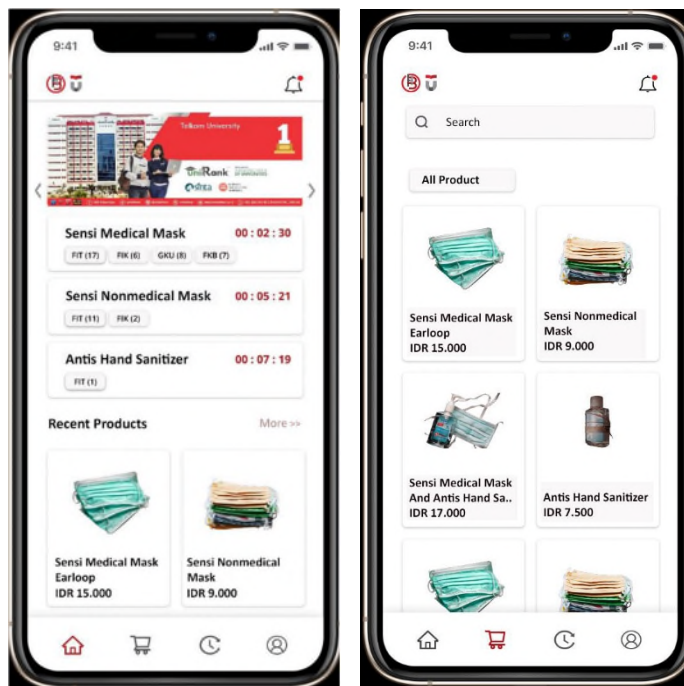 9:41
Telkom University
1
UniRank
Sensi Medical Mask
00 : 02 : 30
FIT (17)
FIK (6)
GKU (8)
FKB (7)
Sensi Nonmedical Mask
00 : 05 : 21
FIT (11)
FIK (2)
Antis Hand Sanitizer
00 : 07 : 19
FIT (1)
Recent Products
More >>
Sensi Medical Mask
Earloop
IDR 15.000
Sensi Nonmedical
Mask
IDR 9.000
9:41
Search
All Product
Sensi Medical Mask
Earloop
IDR 15.000
Sensi Nonmedical
Mask
IDR 9.000
Sensi Medical Mask
And Antis Hand Sa..
IDR 17.000
Antis Hand Sanitizer
IDR 7.500